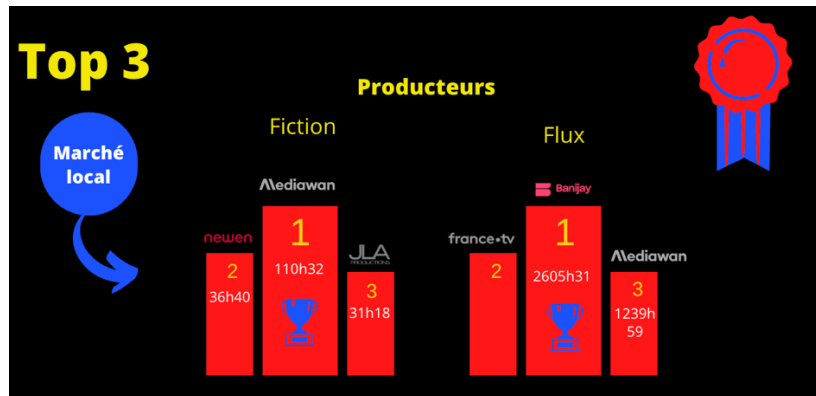 Top 3
Producteurs
Marché
local
Fiction
Mediawan
1
110h32
newen
2
36h40
JLA
PRODUCTIONS
3
31h18
Flux
Banijay
1
2605h31
france•tv
2
Mediawan
3
1239h
59